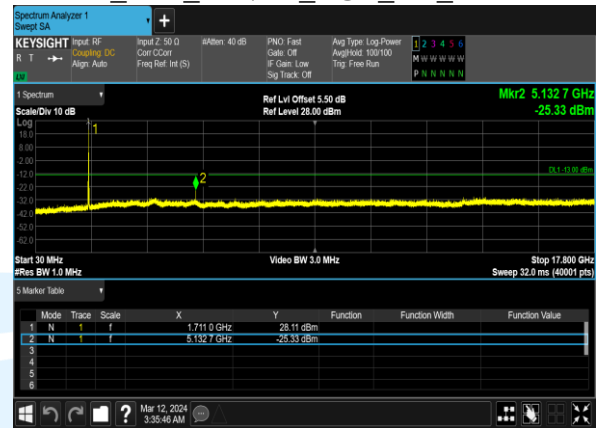 Spectrum Analyzer 1
Swept SA
KEYSIGHT
R T
LV
Input: RF
Coupling: DC
Align: Auto
Input Z: 50 Ω
Corr CCorr
Freq Ref: Int (S)
#Atten: 40 dB
PNO: Fast
Gate: Off
IF Gain: Low
Sig Track: Off
Avg Type: Log-Power
Avg|Hold: 100/100
Trig: Free Run
1 2 3 4 5 6
M W W W W W
P N N N N N
1 Spectrum
Scale/Div 10 dB
Ref Lvl Offset 5.50 dB
Ref Level 28.00 dBm
Mkr2 5.132 7 GHz
-25.33 dBm
Log
18.0
8.00
-2.00
-12.0
-22.0
-32.0
-42.0
-52.0
-62.0
1
2
DL1 -13.00 dBm
Start 30 MHz
#Res BW 1.0 MHz
Video BW 3.0 MHz
Stop 17.800 GHz
Sweep 32.0 ms (40001 pts)
5 Marker Table
Mode Trace Scale X Y Function Function Width Function Value
1 N 1 f 1.711 0 GHz 28.11 dBm
2 N 1 f 5.132 7 GHz -25.33 dBm
3
4
5
6
Mar 12, 2024
3:35:46 AM